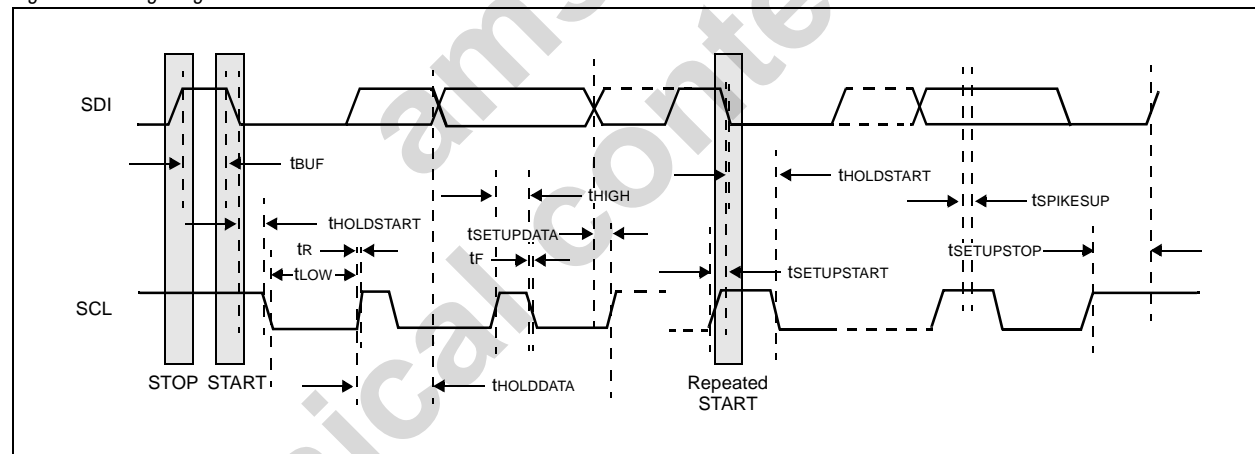 SDI
tBUF
tHOLDSTART
tHIGH
tHOLDSTART
tSPIKESUP
tR
tSETUPDATA
tSETUPSTOP
tF
tLOW
tSETUPSTART
SCL
STOP START
tHOLDDATA
Repeated
START